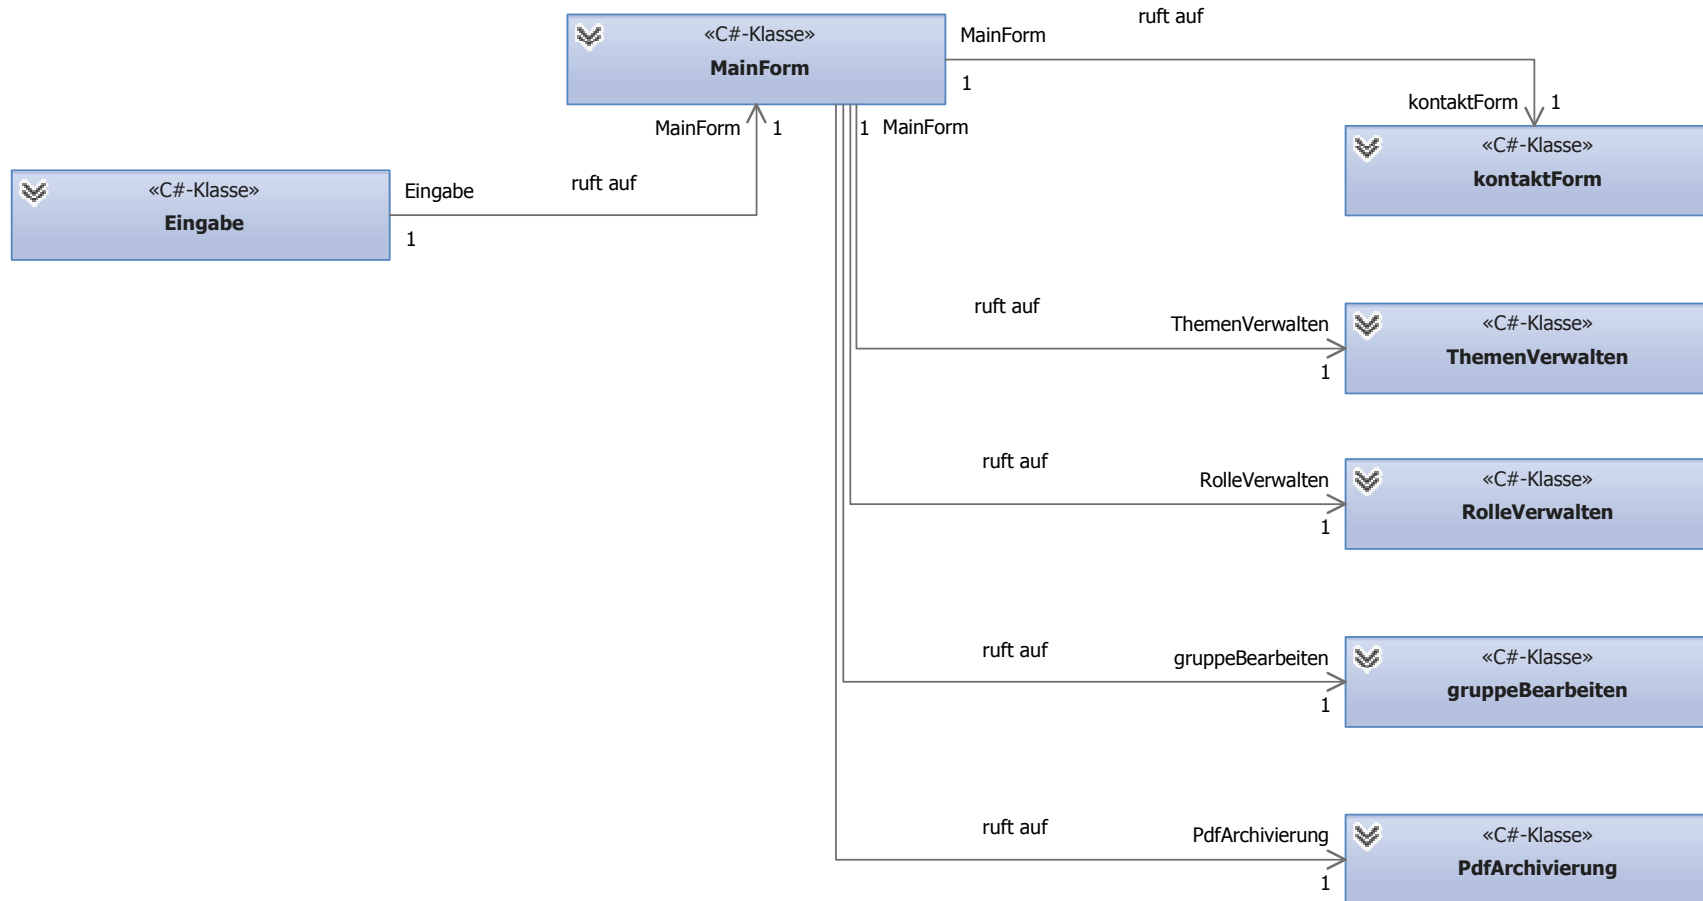 ruft auf
«C#-Klasse»
MainForm
MainForm
1
kontaktForm
1
MainForm
1
1
MainForm
«C#-Klasse»
kontaktForm
«C#-Klasse»
Eingabe
Eingabe
1
ruft auf
ruft auf
ThemenVerwalten
1
«C#-Klasse»
ThemenVerwalten
ruft auf
RolleVerwalten
1
«C#-Klasse»
RolleVerwalten
ruft auf
gruppeBearbeiten
1
«C#-Klasse»
gruppeBearbeiten
ruft auf
PdfArchivierung
1
«C#-Klasse»
PdfArchivierung